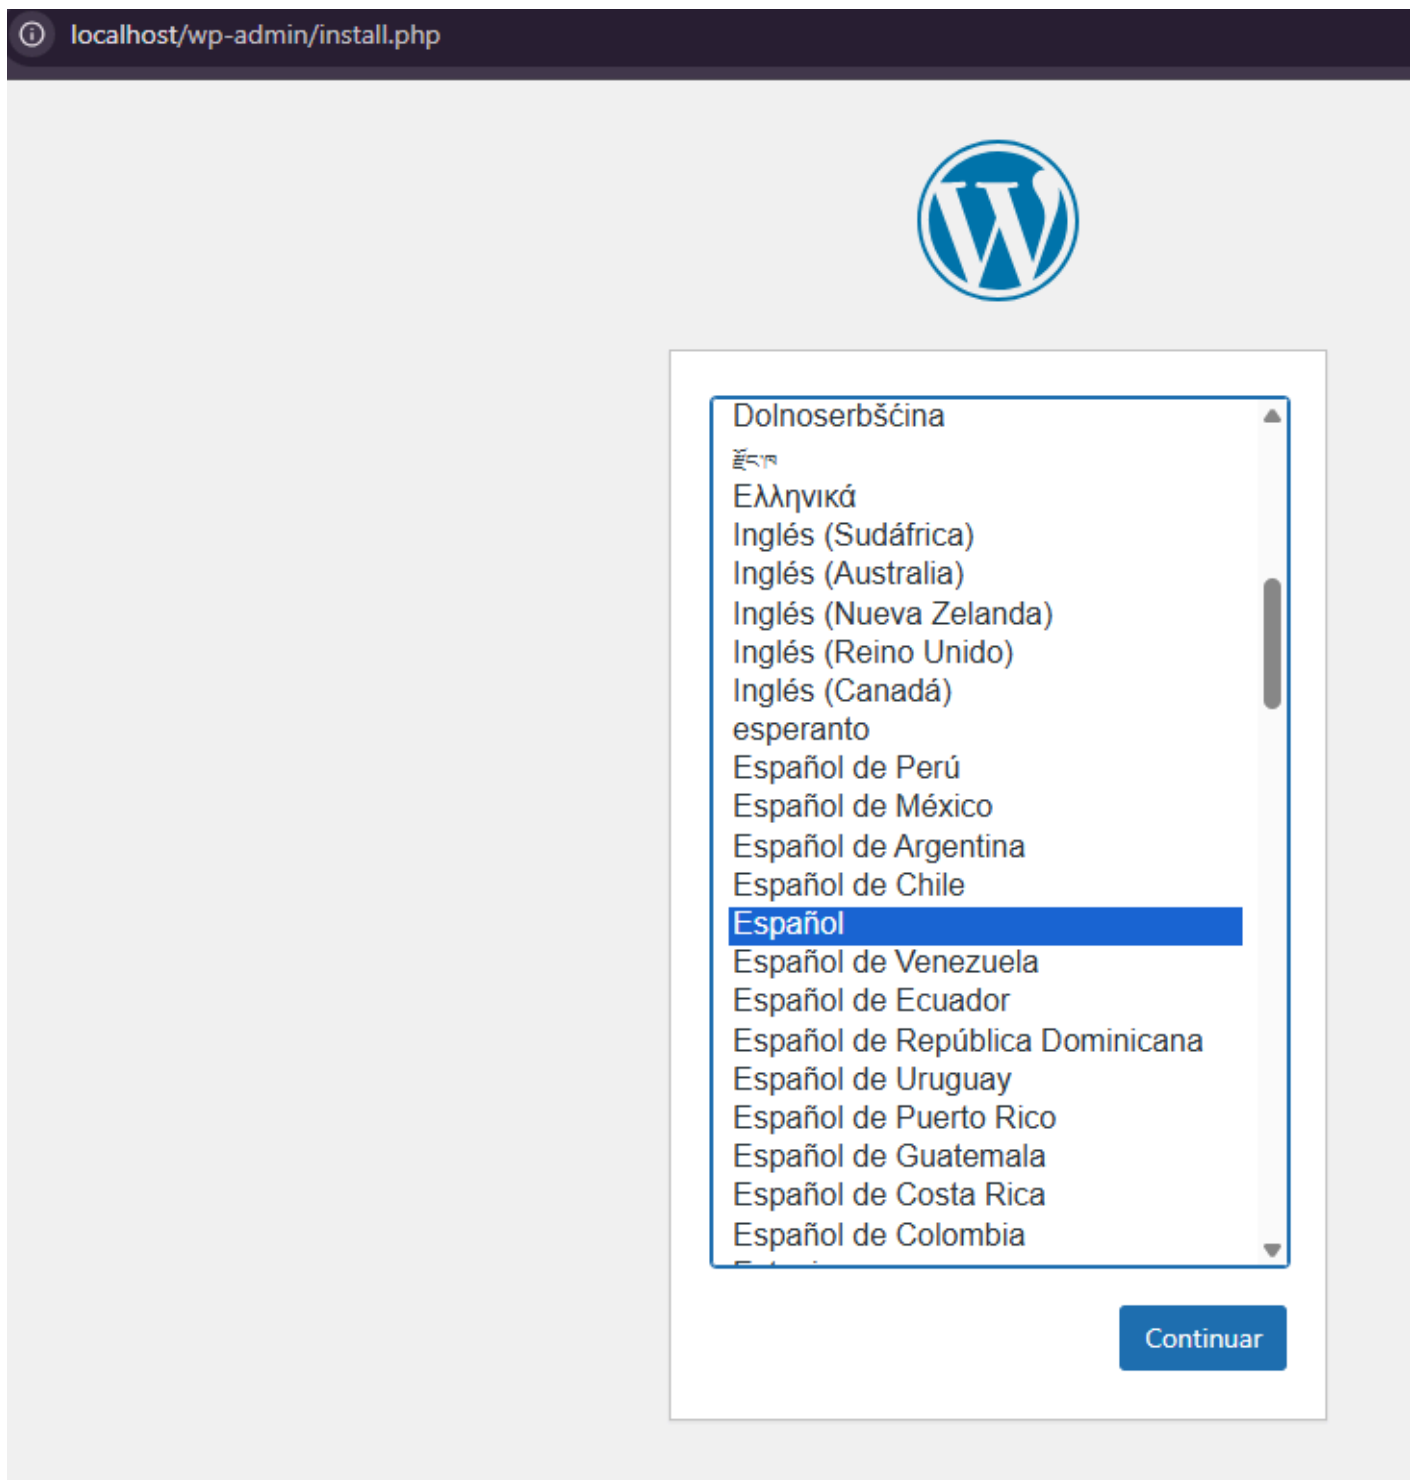 localhost/wp-admin/install.php
Dolnoserbšćina
རྫོང་ཁ
Ελληνικά
Inglés (Sudáfrica)
Inglés (Australia)
Inglés (Nueva Zelanda)
Inglés (Reino Unido)
Inglés (Canadá)
esperanto
Español de Perú
Español de México
Español de Argentina
Español de Chile
Español
Español de Venezuela
Español de Ecuador
Español de República Dominicana
Español de Uruguay
Español de Puerto Rico
Español de Guatemala
Español de Costa Rica
Español de Colombia
Continuar